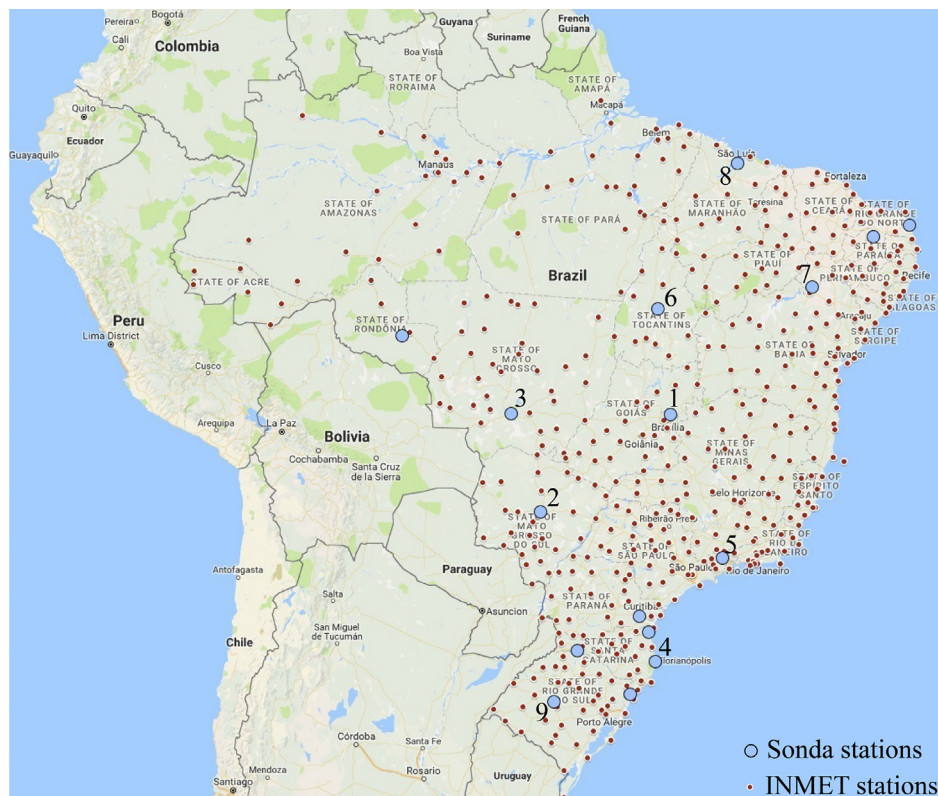 Bogotá
Pereira
Cali
Colombia
Guyana
Suriname
French
Guiana
Boa Vista
STATE OF
RORAIMA
STATE OF
AMAPÁ
Macapá
Quito
Ecuador
Guayaquil
Belem
São Luís
8
Manaus
Fortaleza
STATE OF
AMAZONAS
STATE OF PARÁ
STATE OF
MARANHÃO
Teresina
STATE OF
CEARÁ
STATE OF
RIO GRANDE
DO NORTE
STATE OF
PARAÍBA
STATE OF
PIAUÍ
STATE OF
PERNAMBUCO
Recife
7
Brazil
STATE OF ACRE
STATE OF
ALAGOAS
6
STATE OF
TOCANTINS
Aracaju
STATE OF
SERGIPE
Peru
Lima District
STATE OF
RONDÔNIA
STATE OF
MATO
GROSSO
STATE OF
BAHIA
Salvador
Cusco
3
STATE OF
GOIÁS
1
Brasília
Arequipa
La Paz
Bolivia
Cochabamba
Santa Cruz
de la Sierra
Goiânia
STATE OF
MINAS
GERAIS
STATE OF
ESPÍRITO
SANTO
Belo Horizonte
2
STATE OF
MATO
GROSSO
DO SUL
Ribeirão Preto
STATE OF
RIO DE
JANEIRO
STATE OF
SÃO PAULO
5
São Paulo
Rio de Janeiro
Paraguay
Antofagasta
Salta
Asuncion
STATE OF
PARANÁ
Curitiba
San Miguel
de Tucumán
Chile
STATE OF
SANTA
CATARINA
4
Florianópolis
STATE OF
RIO GRANDE
DO SUL
9
Porto Alegre
Córdoba
Santa Fe
Rosario
Mendoza
Santiago
Uruguay
Sonda stations
INMET stations